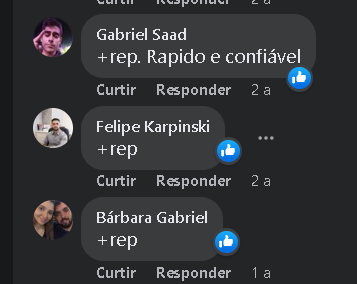 Curtir Responder 2 a
Gabriel Saad
+rep. Rapido e confiável
Curtir Responder 2 a
Felipe Karpinski
+rep
Curtir Responder 2 a
Bárbara Gabriel
+rep
Curtir Responder 1 a